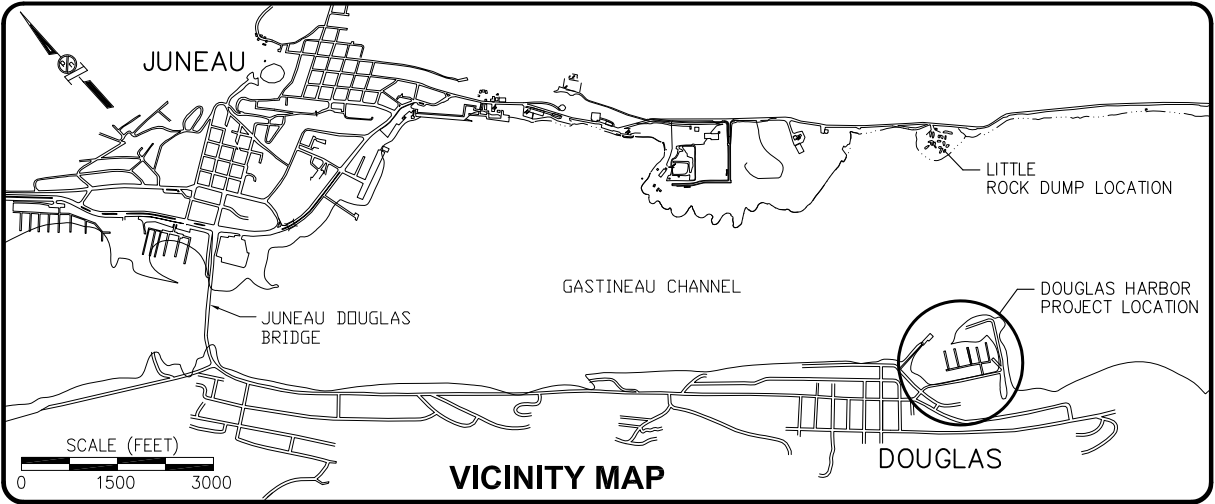 JUNEAU
LITTLE
ROCK DUMP LOCATION
GASTINEAU CHANNEL
DOUGLAS HARBOR
PROJECT LOCATION
JUNEAU DOUGLAS
BRIDGE
SCALE (FEET)
0 1500 3000
VICINITY MAP
DOUGLAS